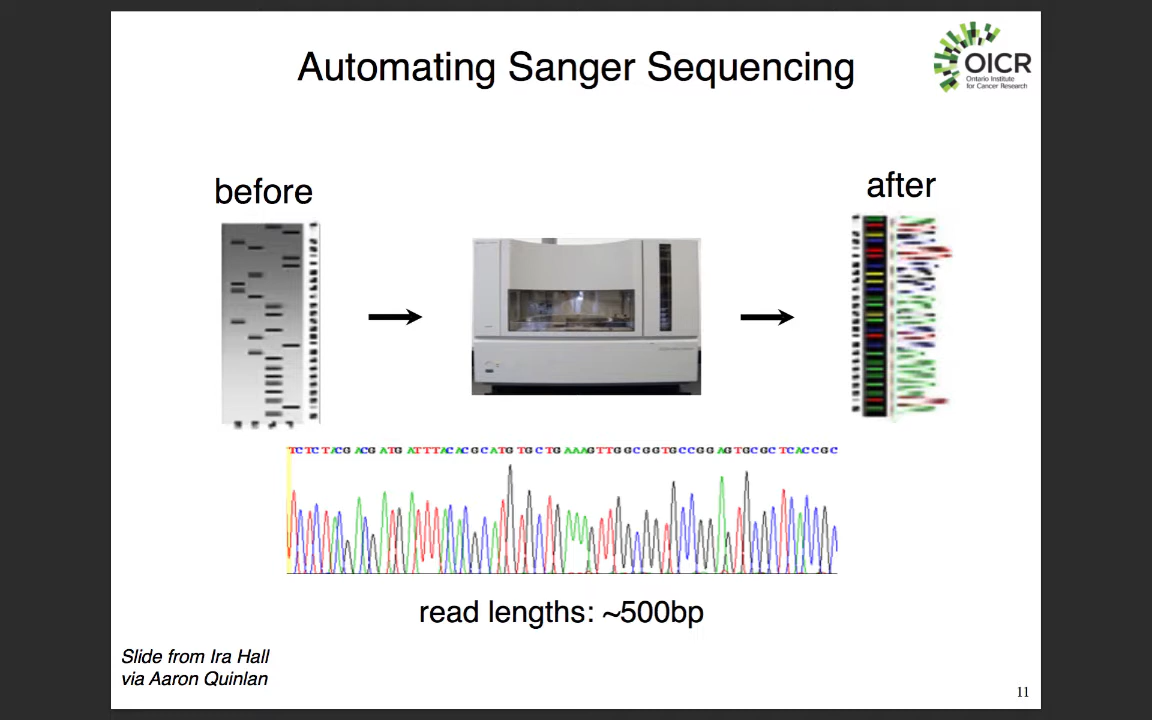 Automating Sanger Sequencing
OICR
Ontario Institute
for Cancer Research
before
after
TCTCTACGACGATGATTTACACGCATGTGCTGAAAGTTGGCGGTGCCGGAGTGCGCTCACCGC
read lengths: ~500bp
Slide from Ira Hall
via Aaron Quinlan
11